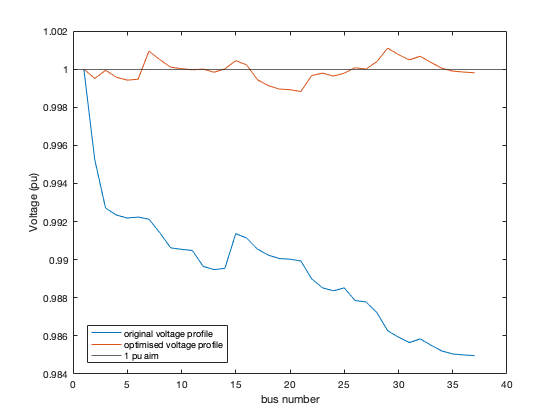 1.002
1
0.998
0.996
0.994
0.992
0.99
0.988
0.986
0.984
Voltage (pu)
original voltage profile
optimised voltage profile
1 pu aim
0 5 10 15 20 25 30 35 40
bus number